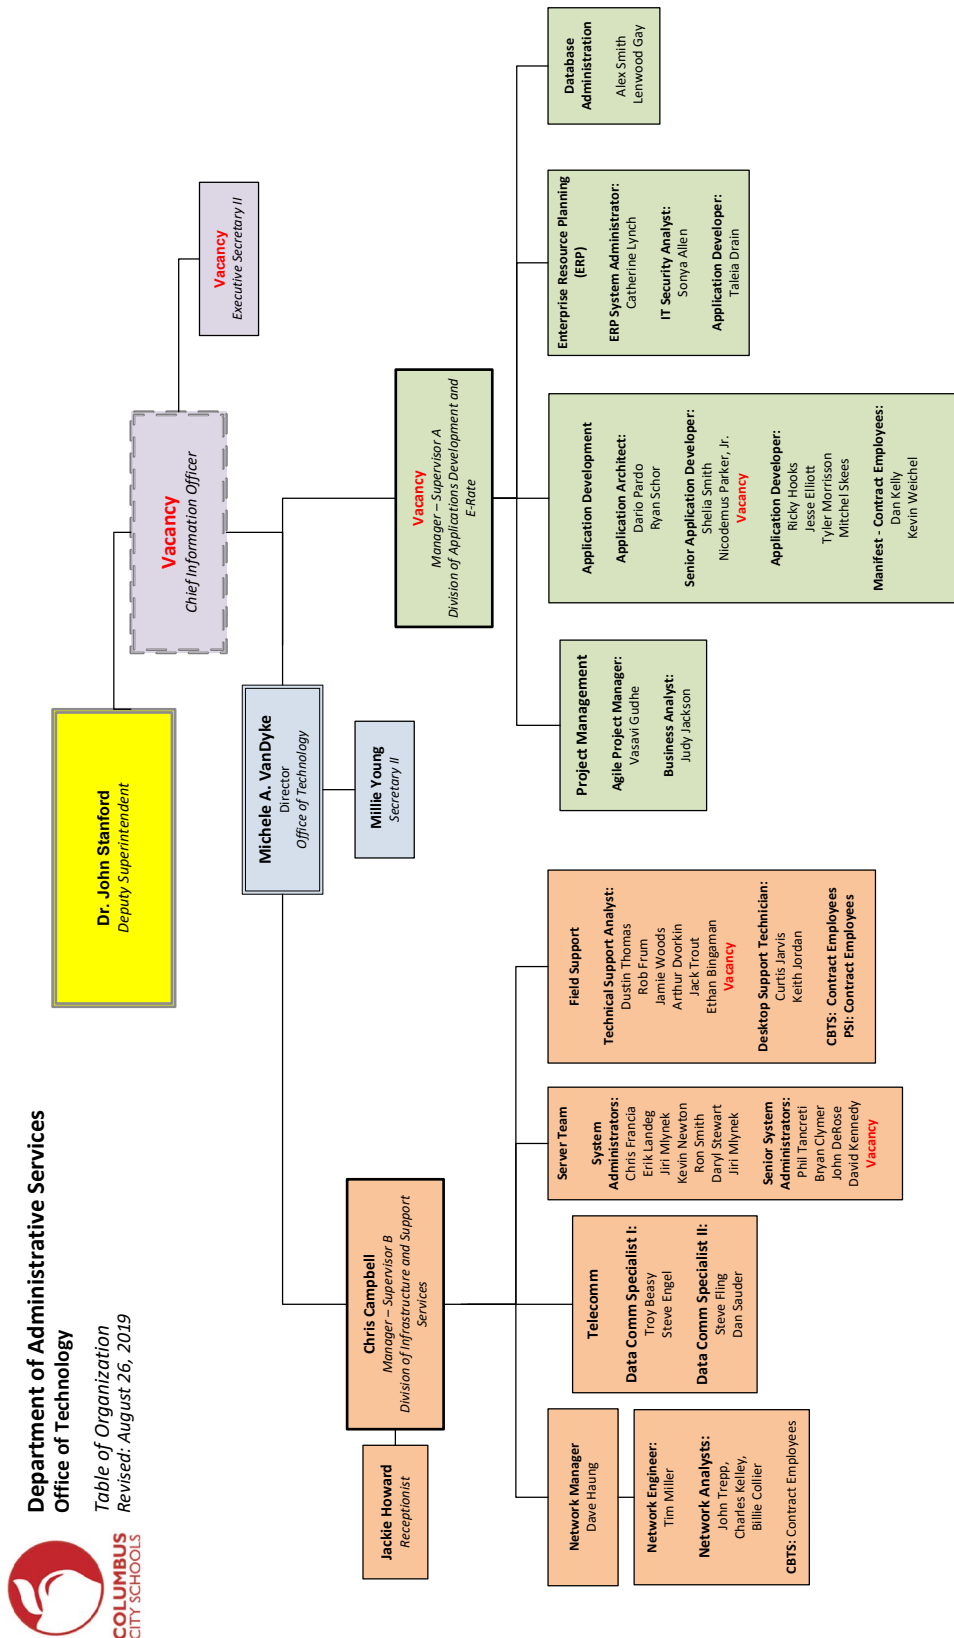 COLUMBUS
CITY SCHOOLS
Department of Administrative Services
Office of Technology
Table of Organization
Revised: August 26, 2019
Dr. John Stanford
Deputy Superintendent
Vacancy
Chief Information Officer
Vacancy
Executive Secretary II
Michele A. VanDyke
Director
Office of Technology
Millie Young
Secretary II
Jackie Howard
Receptionist
Chris Campbell
Manager – Supervisor B
Division of Infrastructure and Support
Services
Vacancy
Manager – Supervisor A
Division of Applications Development and
E-Rate
Network Manager
Dave Haung
Network Engineer:
Tim Miller
Network Analysts:
John Trepp,
Charles Kelley,
Billie Collier
CBTS: Contract Employees
Telecomm
Data Comm Specialist I:
Troy Beasy
Steve Engel
Data Comm Specialist II:
Steve Fling
Dan Sauder
Server Team
System
Administrators:
Chris Francia
Erik Landeg
Jiri Mlynek
Kevin Newton
Ron Smith
Daryl Stewart
Jiri Mlynek
Senior System
Administrators:
Phil Tancreti
Bryan Clymer
John DeRose
David Kennedy
Vacancy
Field Support
Technical Support Analyst:
Dustin Thomas
Rob Frum
Jamie Woods
Arthur Dvorkin
Jack Trout
Ethan Bingaman
Vacancy
Desktop Support Technician:
Curtis Jarvis
Keith Jordan
CBTS: Contract Employees
PSI: Contract Employees
Project Management
Agile Project Manager:
Vasavi Gudhe
Business Analyst:
Judy Jackson
Application Development
Application Architect:
Dario Pardo
Ryan Schor
Senior Application Developer:
Shelia Smith
Nicodemus Parker, Jr.
Vacancy
Application Developer:
Ricky Hooks
Jesse Elliott
Tyler Morrisson
Mitchel Skees
Manifest - Contract Employees:
Dan Kelly
Kevin Weichel
Enterprise Resource Planning
(ERP)
ERP System Administrator:
Catherine Lynch
IT Security Analyst:
Sonya Allen
Application Developer:
Taleia Drain
Database
Administration
Alex Smith
Lenwood Gay